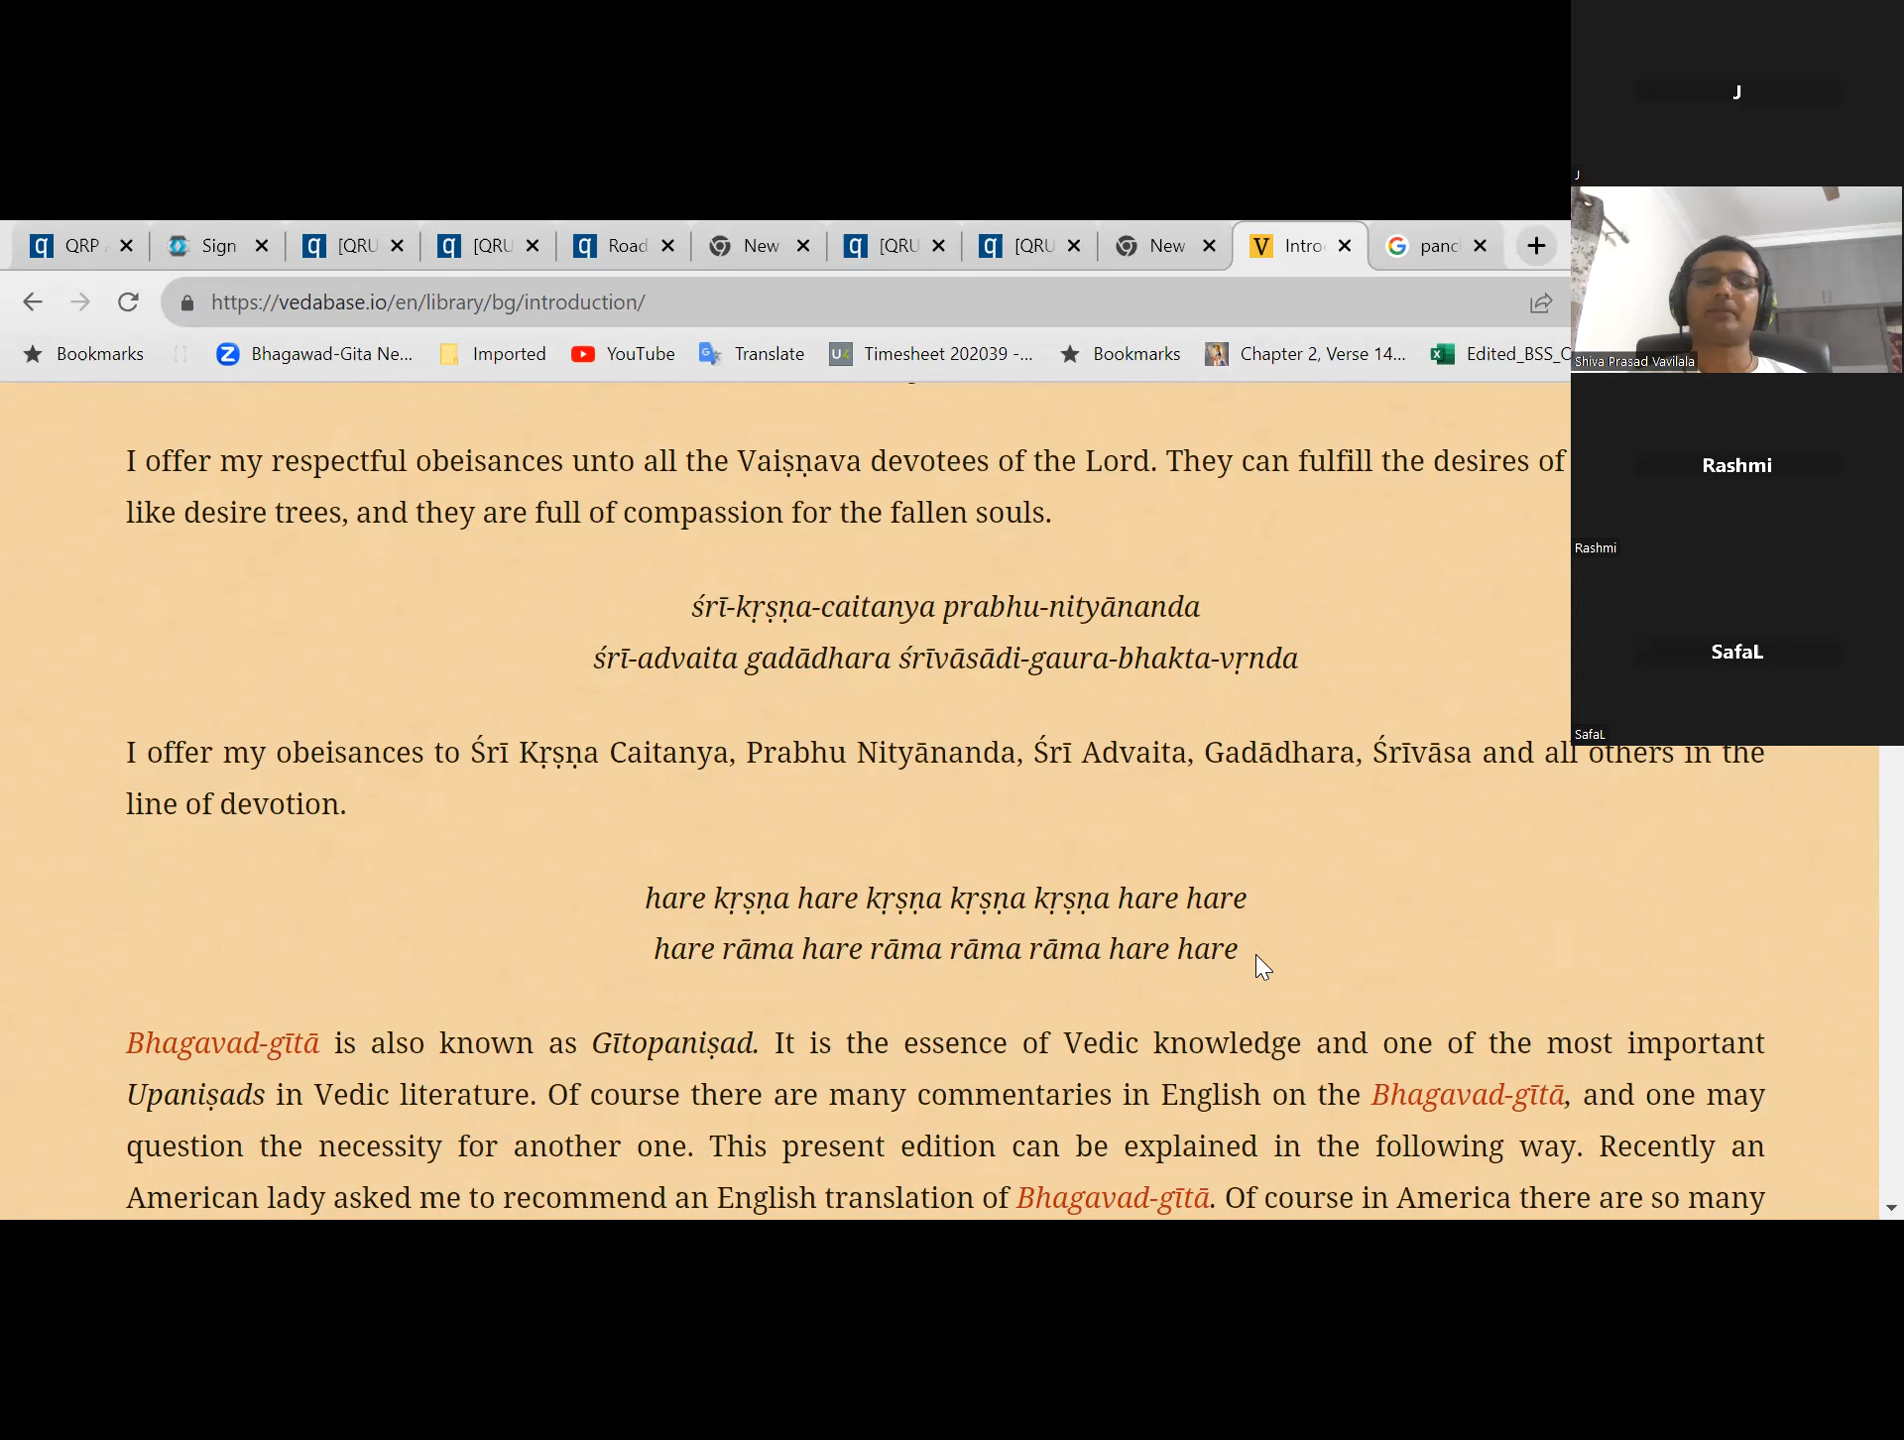 J
J
QRP
Sign
[QRU
[QRU
Road
New
[QRU
[QRU
New
Intro
pancl
https://vedabase.io/en/library/bg/introduction/
Bookmarks
Bhagawad-Gita Ne...
Imported
YouTube
Translate
Timesheet 202039 -...
Bookmarks
Chapter 2, Verse 14...
Edited_BSS_C
Shiva Prasad Vavilala
Rashmi
Rashmi
SafaL
SafaL
I offer my respectful obeisances unto all the Vaiṣṇava devotees of the Lord. They can fulfill the desires of
like desire trees, and they are full of compassion for the fallen souls.
śrī-kṛṣṇa-caitanya prabhu-nityānanda
śrī-advaita gadādhara śrīvāsādi-gaura-bhakta-vṛnda
I offer my obeisances to Śrī Kṛṣṇa Caitanya, Prabhu Nityānanda, Śrī Advaita, Gadādhara, Śrīvāsa and all others in the
line of devotion.
hare kṛṣṇa hare kṛṣṇa kṛṣṇa kṛṣṇa hare hare
hare rāma hare rāma rāma rāma hare hare
Bhagavad-gītā is also known as Gītopaniṣad. It is the essence of Vedic knowledge and one of the most important
Upaniṣads in Vedic literature. Of course there are many commentaries in English on the Bhagavad-gītā, and one may
question the necessity for another one. This present edition can be explained in the following way. Recently an
American lady asked me to recommend an English translation of Bhagavad-gītā. Of course in America there are so many